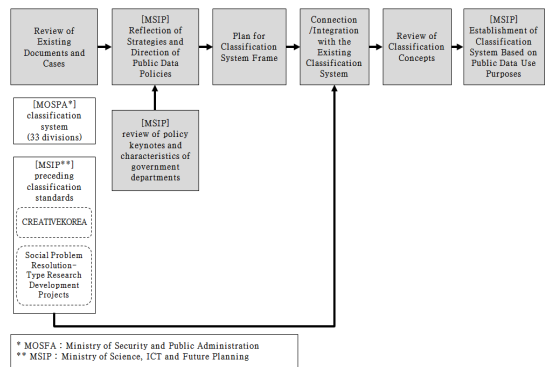 Review of
Existing
Documents and
Cases
[MSIP]
Reflection of
Strategies and
Direction of
Public Data
Policies
Plan for
Classification
System Frame
Connection
/Integration
with the
Existing
Classification
System
Review of
Classification
Concepts
[MSIP]
Establishment of
Classification
System Based on
Public Data Use
Purposes
[MOSPA*]
classification
system
(33 divisions)
[MSIP]
review of policy
keynotes and
characteristics of
government
departments
[MSIP**]
preceding
classification
standards
CREATIVEKOREA
Social Problem
Resolution-
Type Research
Development
Projects
* MOSFA : Ministry of Security and Public Administration
** MSIP : Ministry of Science, ICT and Future Planning